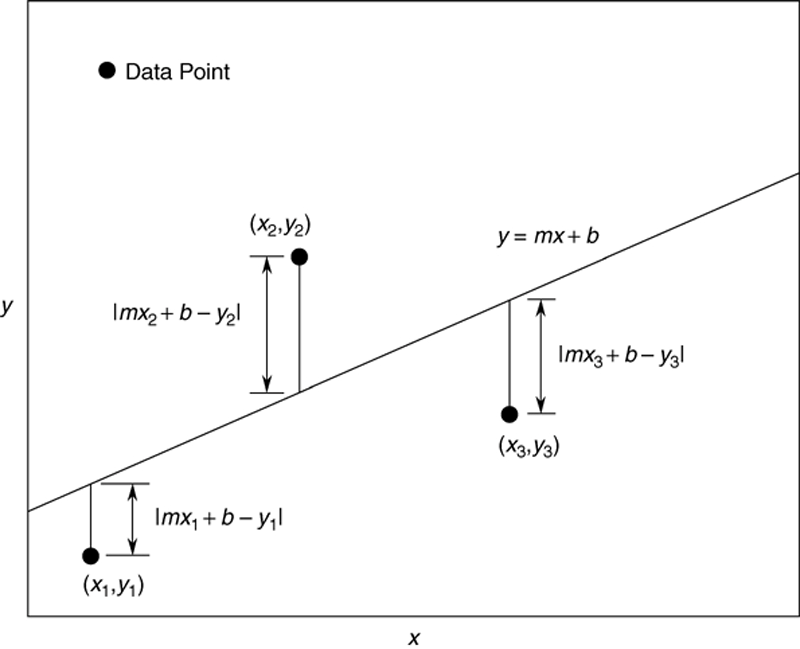 Data Point
(x₂,y₂)
y = mx + b
y
|mx₂ + b – y₂|
|mx₃ + b – y₃|
(x₃,y₃)
|mx₁ + b – y₁|
(x₁,y₁)
x